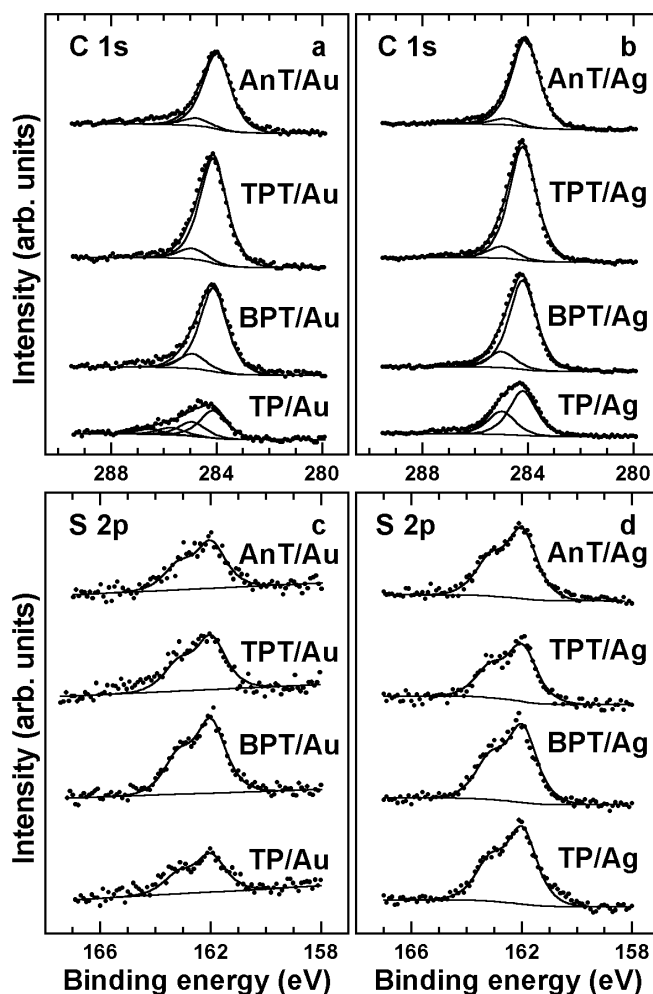 C 1s a
AnT/Au
TPT/Au
BPT/Au
TP/Au
288 284 280
C 1s b
AnT/Ag
TPT/Ag
BPT/Ag
TP/Ag
288 284 280
Intensity (arb. units)
S 2p c
AnT/Au
TPT/Au
BPT/Au
TP/Au
166 162 158
Binding energy (eV)
S 2p d
AnT/Ag
TPT/Ag
BPT/Ag
TP/Ag
166 162 158
Binding energy (eV)
Intensity (arb. units)